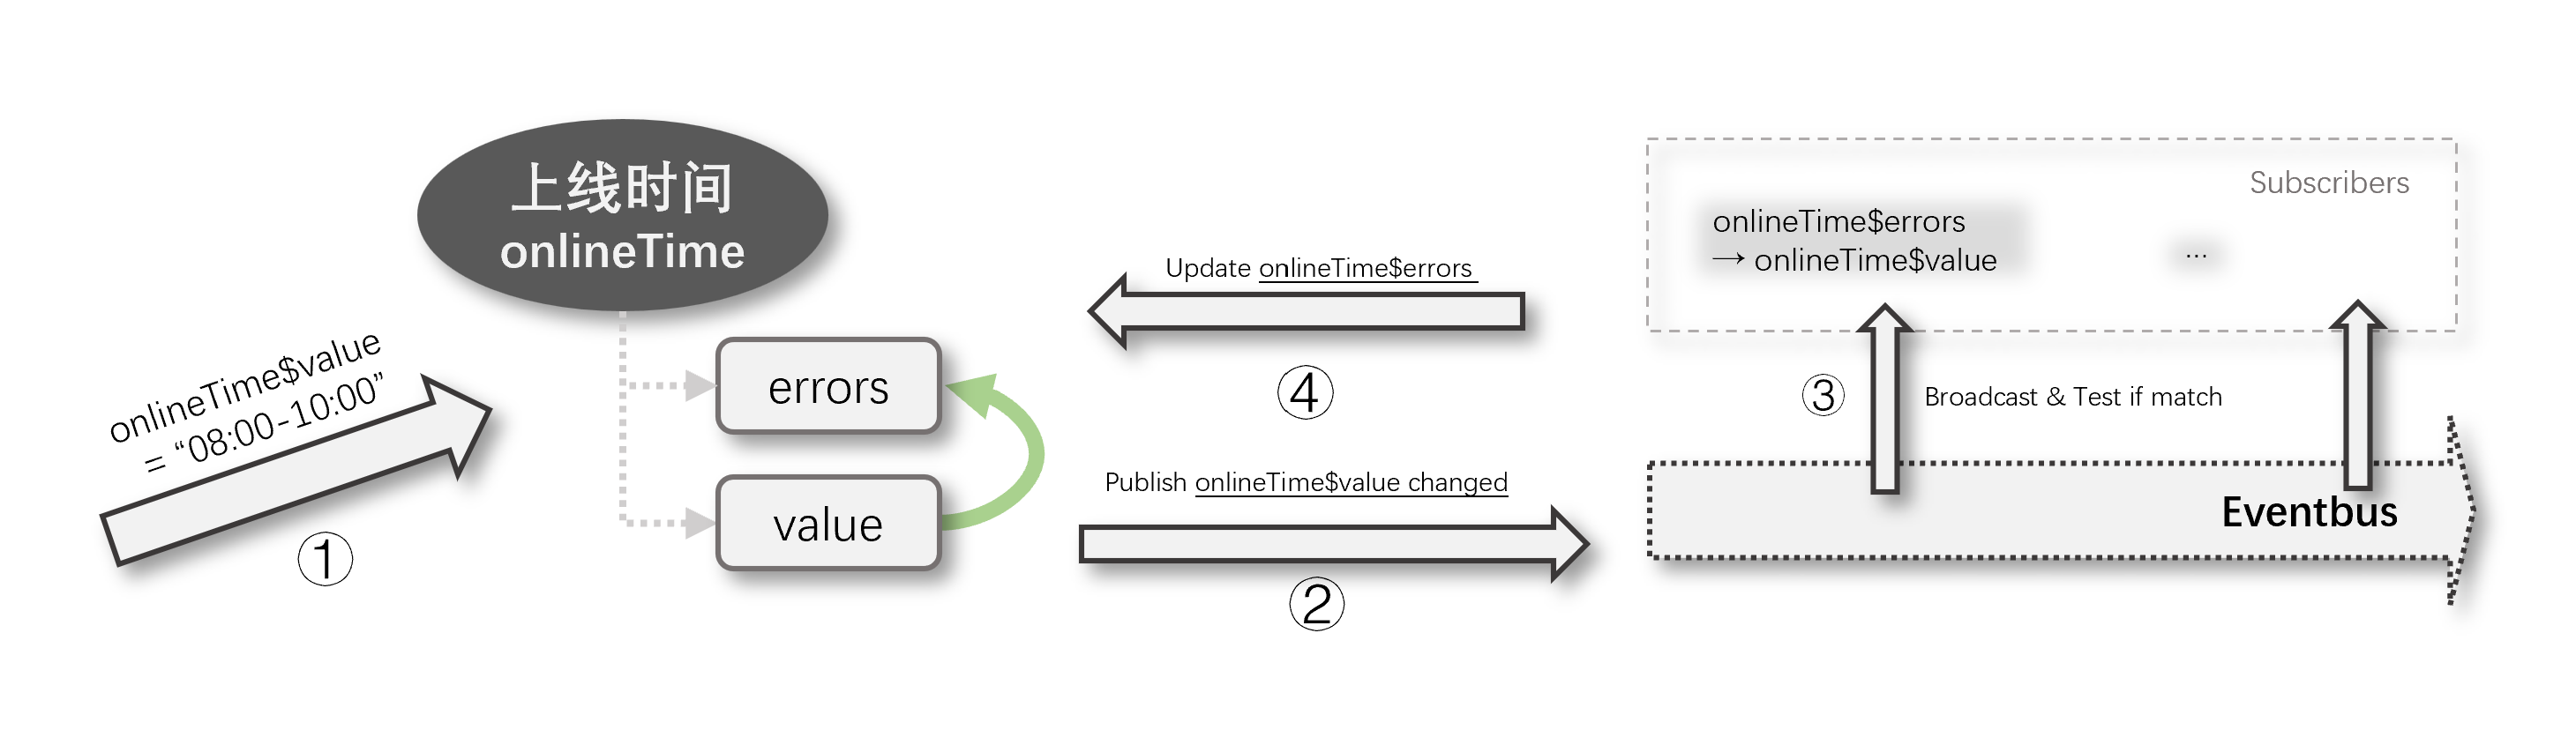 上线时间
onlineTime
onlineTime$value
= “08:00-10:00”
①
errors
value
Update onlineTime$errors
④
Publish onlineTime$value changed
②
Subscribers
onlineTime$errors
→ onlineTime$value
...
③
Broadcast & Test if match
Eventbus